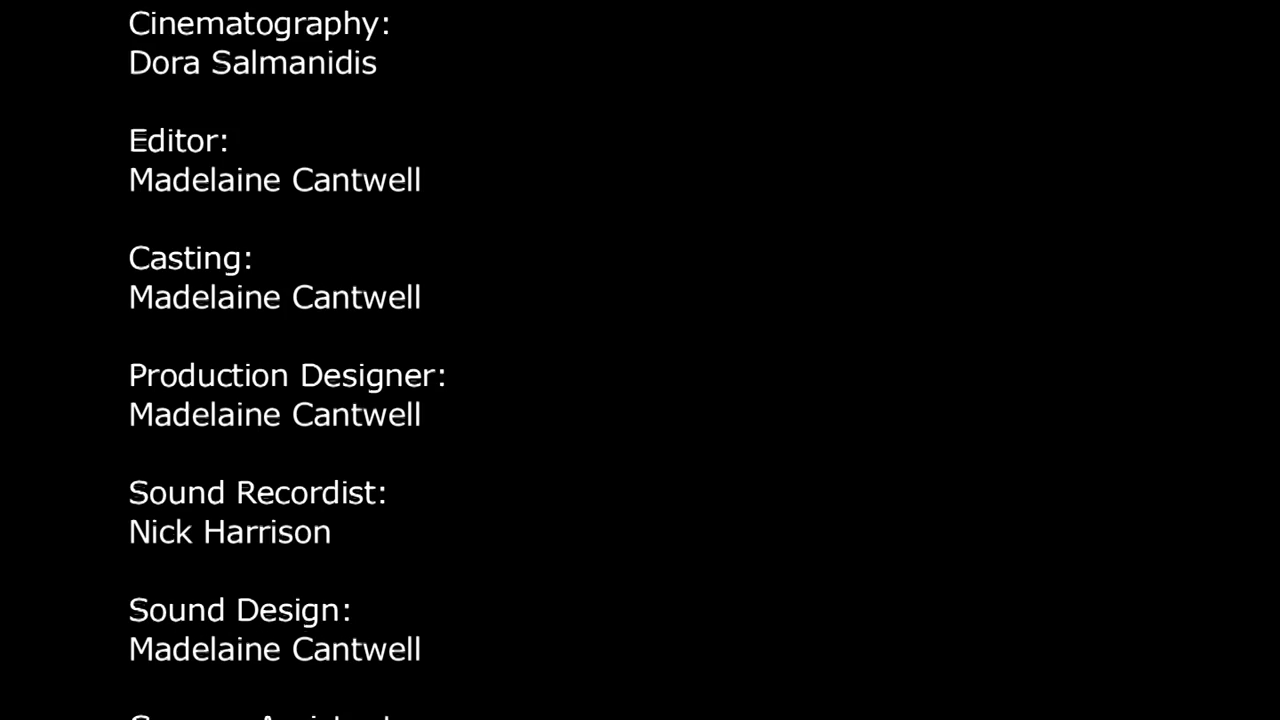 Cinematography:
Dora Salmanidis
Editor:
Madelaine Cantwell
Casting:
Madelaine Cantwell
Production Designer:
Madelaine Cantwell
Sound Recordist:
Nick Harrison
Sound Design:
Madelaine Cantwell